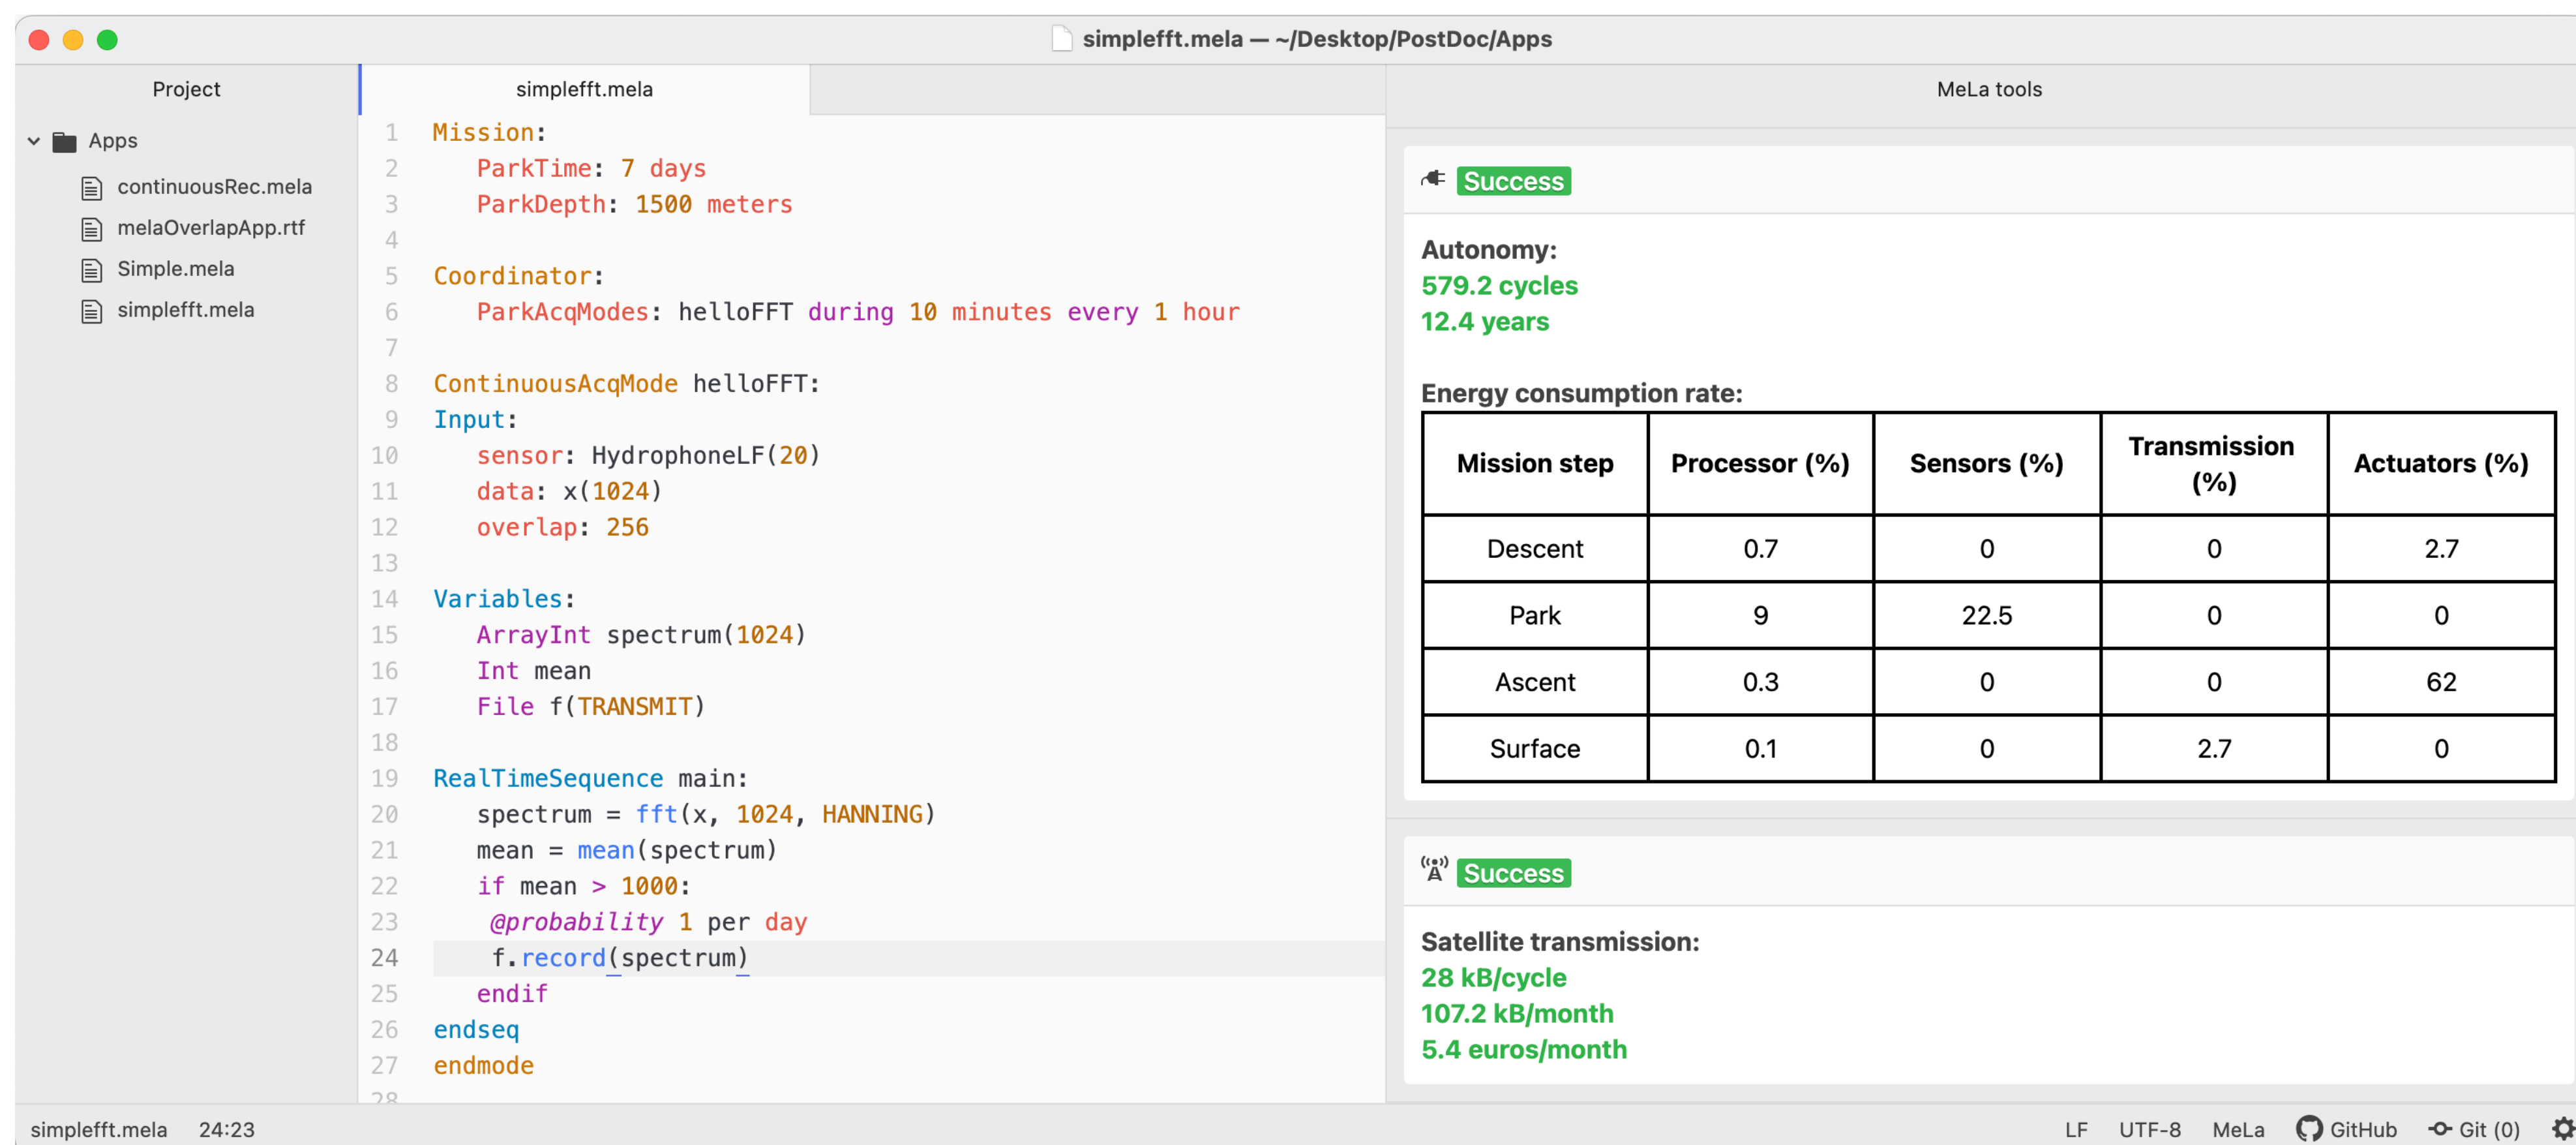 simplefft.mela — ~/Desktop/PostDoc/Apps
Project
Apps
continuousRec.mela
melaOverlapApp.rtf
Simple.mela
simplefft.mela
simplefft.mela
1 Mission:
2 ParkTime: 7 days
3 ParkDepth: 1500 meters
4
5 Coordinator:
6 ParkAcqModes: helloFFT during 10 minutes every 1 hour
7
8 ContinuousAcqMode helloFFT:
9 Input:
10 sensor: HydrophoneLF(20)
11 data: x(1024)
12 overlap: 256
13
14 Variables:
15 ArrayInt spectrum(1024)
16 Int mean
17 File f(TRANSMIT)
18
19 RealTimeSequence main:
20 spectrum = fft(x, 1024, HANNING)
21 mean = mean(spectrum)
22 if mean > 1000:
23 @probability 1 per day
24 f.record(spectrum)
25 endif
26 endseq
27 endmode
28
MeLa tools
Success
Autonomy:
579.2 cycles
12.4 years
Energy consumption rate:
Mission step Processor (%) Sensors (%) Transmission (%) Actuators (%)
Descent 0.7 0 0 2.7
Park 9 22.5 0 0
Ascent 0.3 0 0 62
Surface 0.1 0 2.7 0
Success
Satellite transmission:
28 kB/cycle
107.2 kB/month
5.4 euros/month
simplefft.mela 24:23 LF UTF-8 MeLa GitHub Git (0)